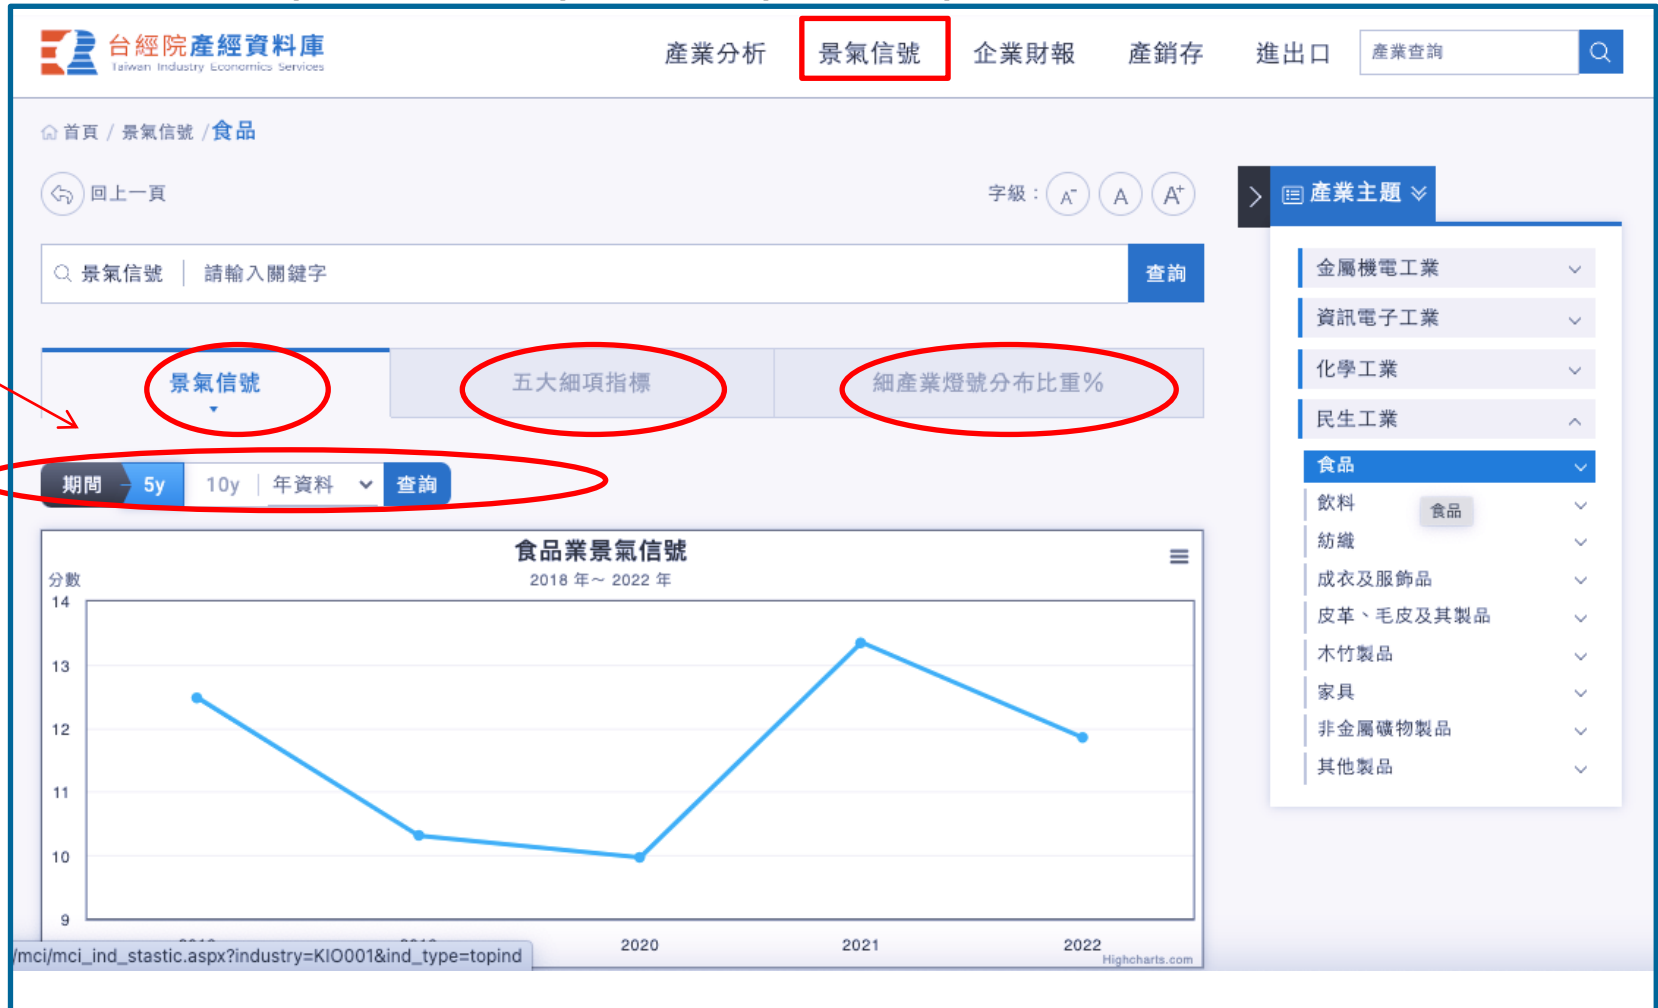 台經院產經資料庫
Taiwan Industry Economics Services
產業分析 景氣信號 企業財報 產銷存 進出口 產業查詢
首頁 / 景氣信號 /食品
回上一頁
字級：A- A A+
產業主題
景氣信號 | 請輸入關鍵字 查詢
景氣信號 五大細項指標 細產業燈號分布比重%
期間 5y 10y | 年資料 查詢
食品業景氣信號
2018 年～ 2022 年
分數
14
13
12
11
10
9
2020 2021 2022
Highcharts.com
/mci/mci_ind_stastic.aspx?industry=KIO001&ind_type=topind
金屬機電工業
資訊電子工業
化學工業
民生工業
食品
飲料
食品
紡織
成衣及服飾品
皮革、毛皮及其製品
木竹製品
家具
非金屬礦物製品
其他製品